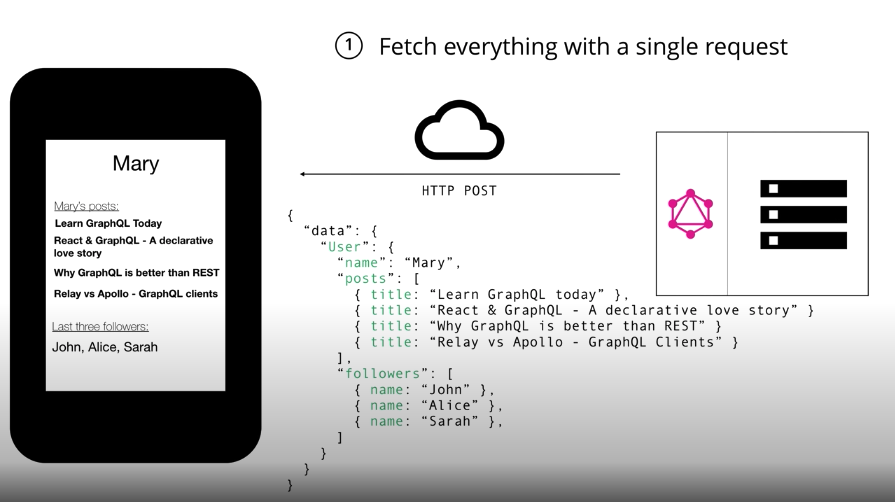 1 Fetch everything with a single request
Mary
Mary's posts:
Learn GraphQL Today
React & GraphQL - A declarative
love story
Why GraphQL is better than REST
Relay vs Apollo - GraphQL clients
Last three followers:
John, Alice, Sarah
HTTP POST
{
“data”: {
“User”: {
“name”: “Mary”,
“posts”: [
{ title: “Learn GraphQL today” },
{ title: “React & GraphQL - A declarative love story” }
{ title: “Why GraphQL is better than REST” }
{ title: “Relay vs Apollo - GraphQL Clients” }
],
“followers”: [
{ name: “John” },
{ name: “Alice” },
{ name: “Sarah” },
]
}
}
}